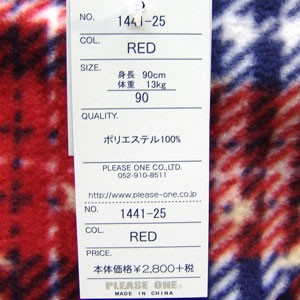 NO. 1441-25
COL. RED
SIZE.
身長 90cm
体重 13kg
90
QUALITY.
ポリエステル100%
PLEASE ONE CO.,LTD.
052-910-8511
http://www.please-one.co.jp
NO. 1441-25
COL. RED
PRICE.
本体価格¥2,800+税
PLEASE ONE.
MADE IN CHINA